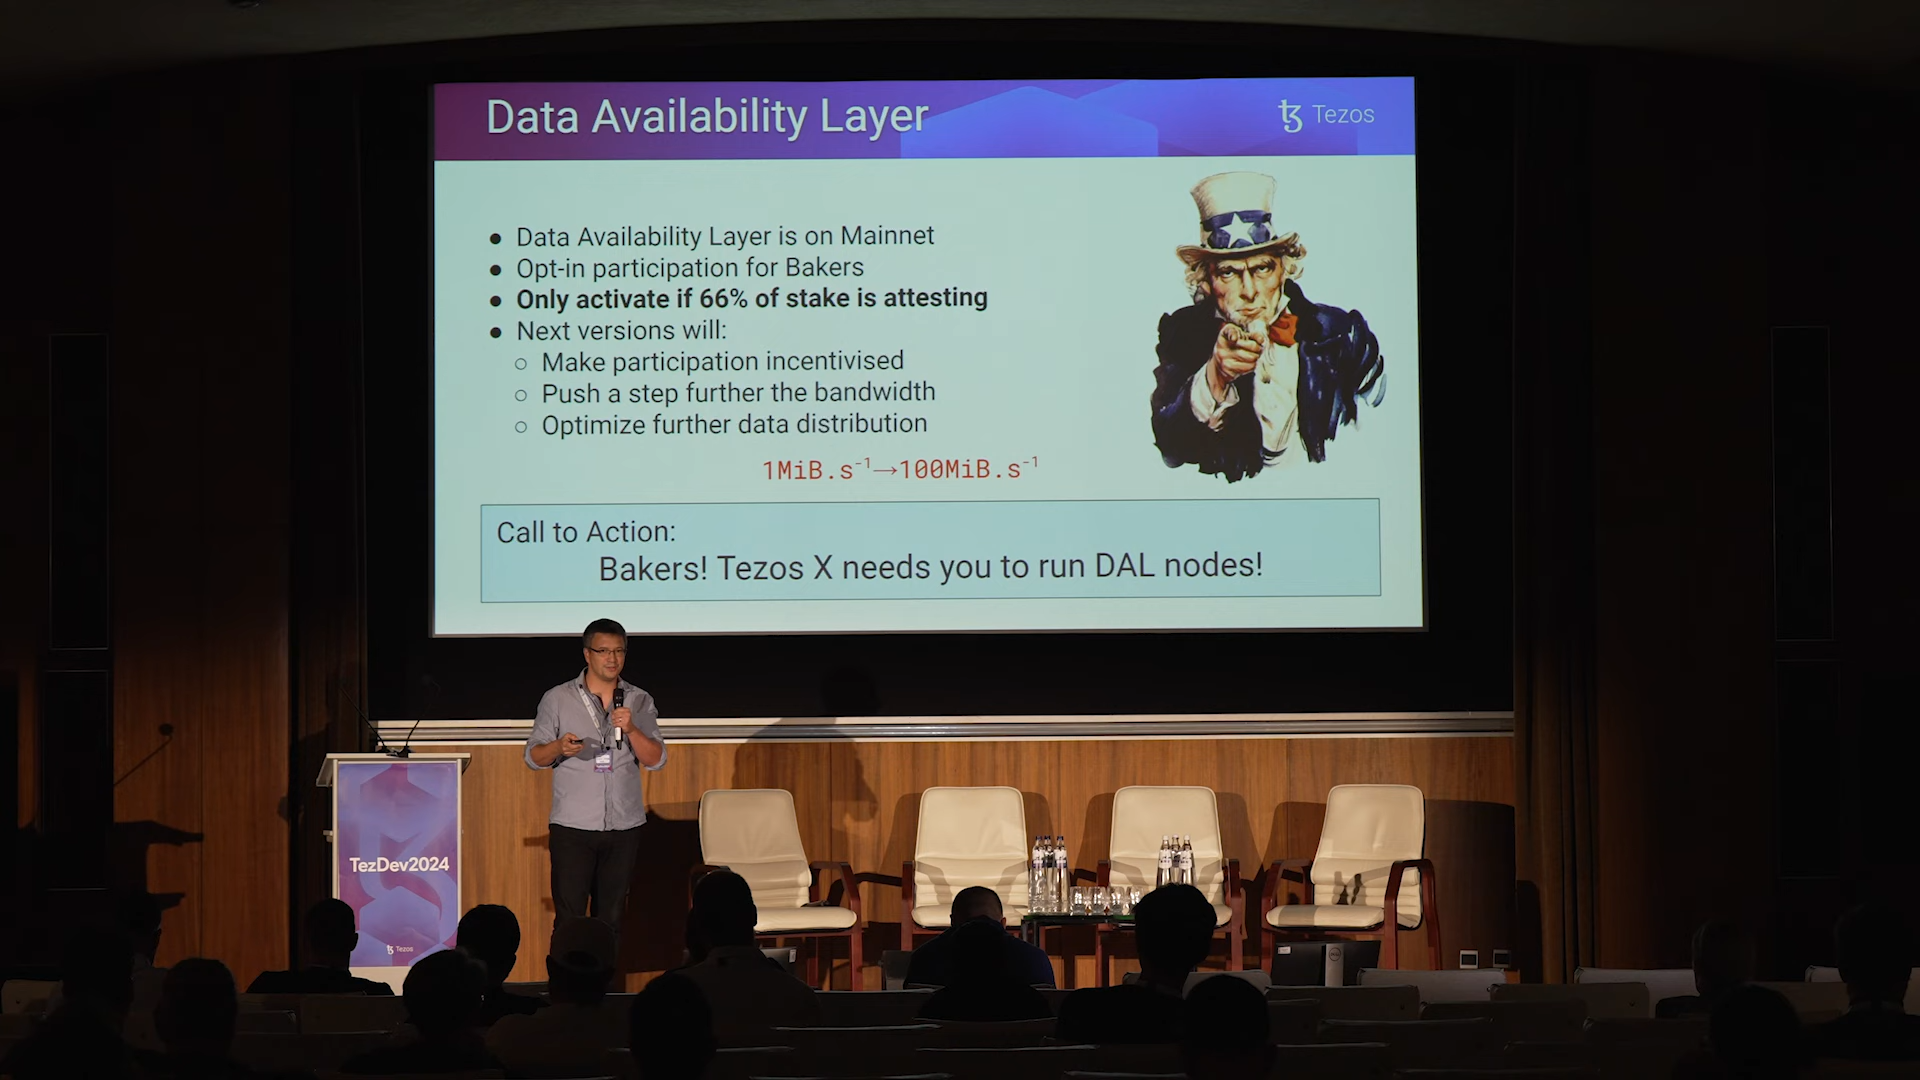 Data Availability Layer
Tezos
● Data Availability Layer is on Mainnet
● Opt-in participation for Bakers
● Only activate if 66% of stake is attesting
● Next versions will:
○ Make participation incentivised
○ Push a step further the bandwidth
○ Optimize further data distribution
1MiB.s⁻¹→100MiB.s⁻¹
Call to Action:
Bakers! Tezos X needs you to run DAL nodes!
TezDev2024
Tezos